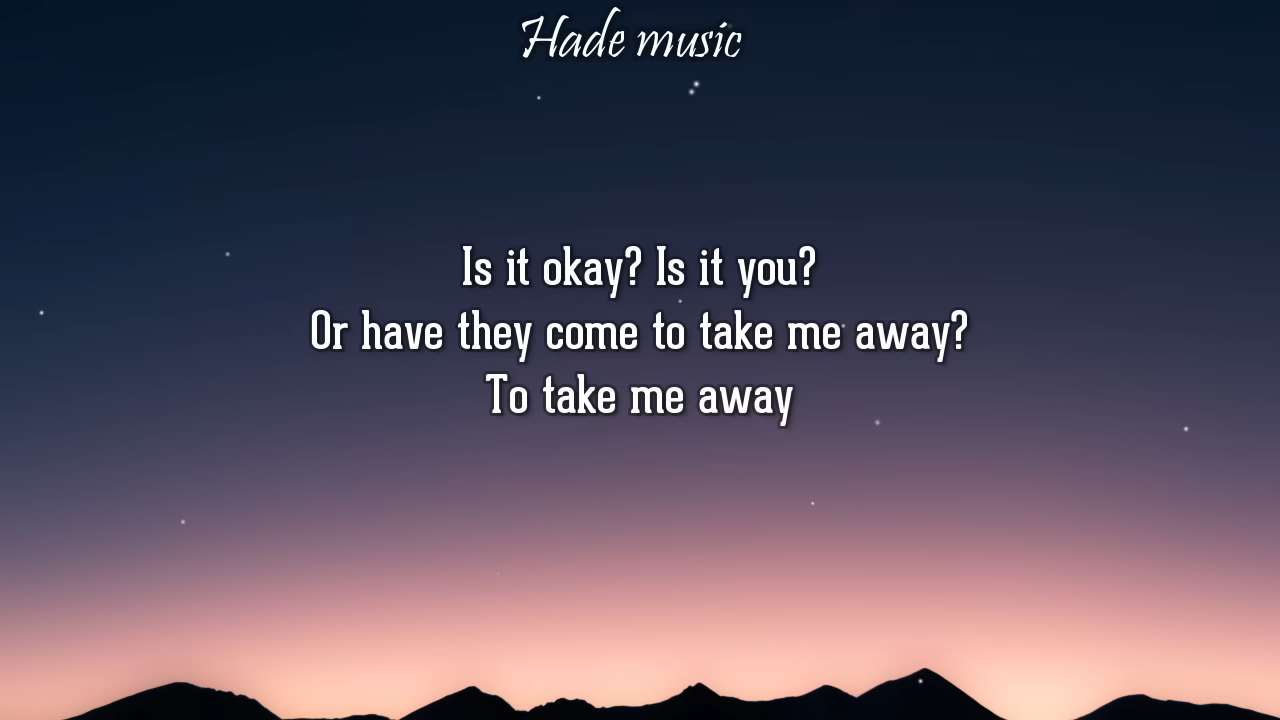 Hade music
Is it okay? Is it you?
Or have they come to take me away?
To take me away